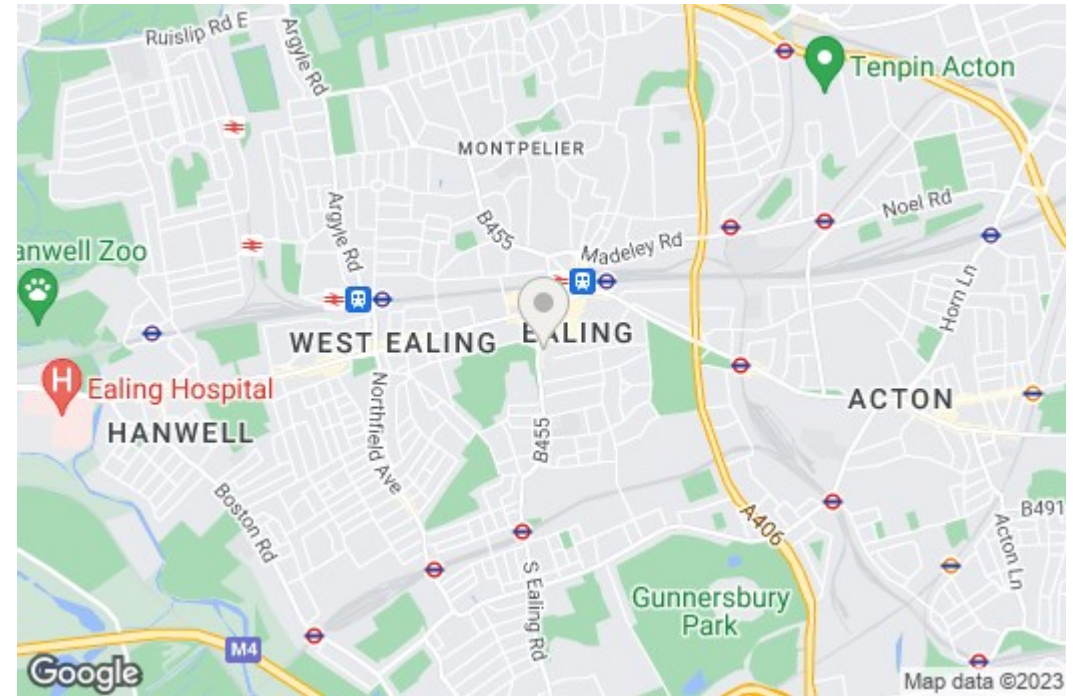 Ruislip Rd E
Argyle Rd
Tenpin Acton
MONTPELIER
Argyle Rd
B455
Noel Rd
Madeley Rd
anwell Zoo
Horn Ln
WEST EALING
EALING
H
Ealing Hospital
ACTON
Northfield Ave
HANWELL
B455
Boston Rd
A406
B491
Acton Ln
S Ealing Rd
Gunnersbury
Park
M4
Google
Map data ©2023